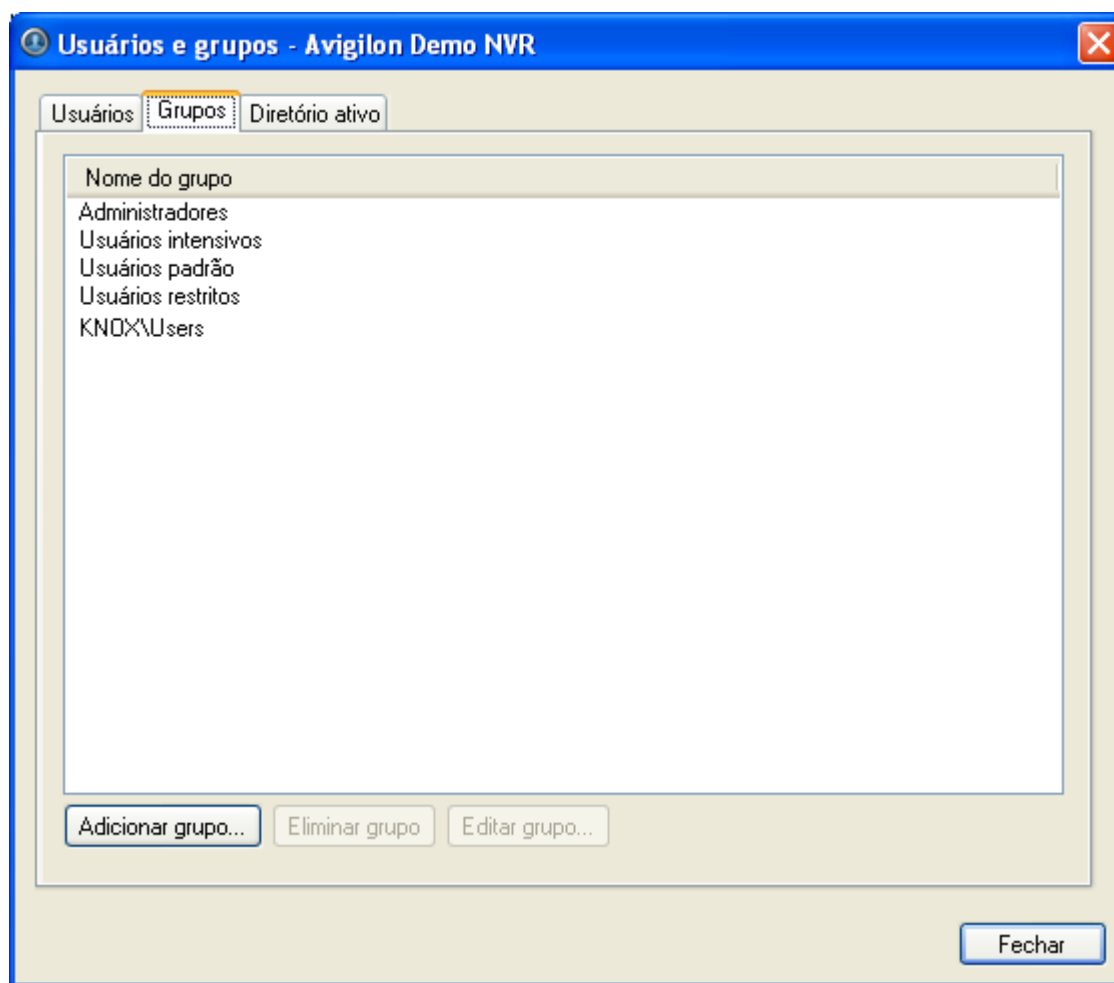 Usuários e grupos - Avigilon Demo NVR
Usuários Grupos Diretório ativo
Nome do grupo
Administradores
Usuários intensivos
Usuários padrão
Usuários restritos
KNOX\Users
Adicionar grupo... Eliminar grupo Editar grupo...
Fechar